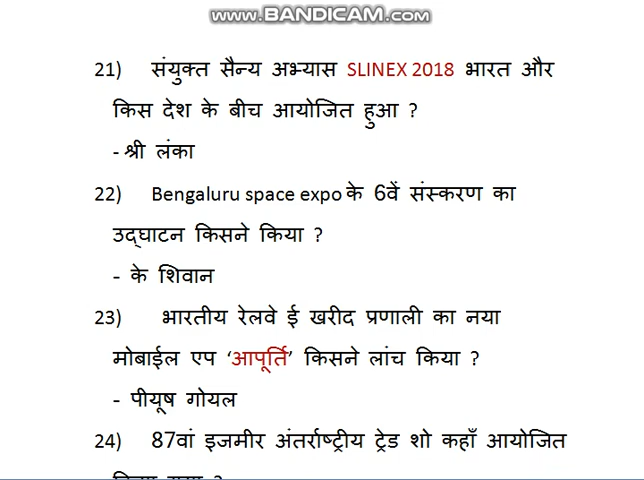 www.BANDICAM.com
21) संयुक्त सैन्य अभ्यास SLINEX 2018 भारत और
किस देश के बीच आयोजित हुआ ?
- श्री लंका
22) Bengaluru space expo के 6वें संस्करण का
उद्घाटन किसने किया ?
- के शिवान
23) भारतीय रेलवे ई खरीद प्रणाली का नया
मोबाईल एप ‘आपूर्ति’ किसने लांच किया ?
- पीयूष गोयल
24) 87वां इजमीर अंतर्राष्ट्रीय ट्रेड शो कहाँ आयोजित